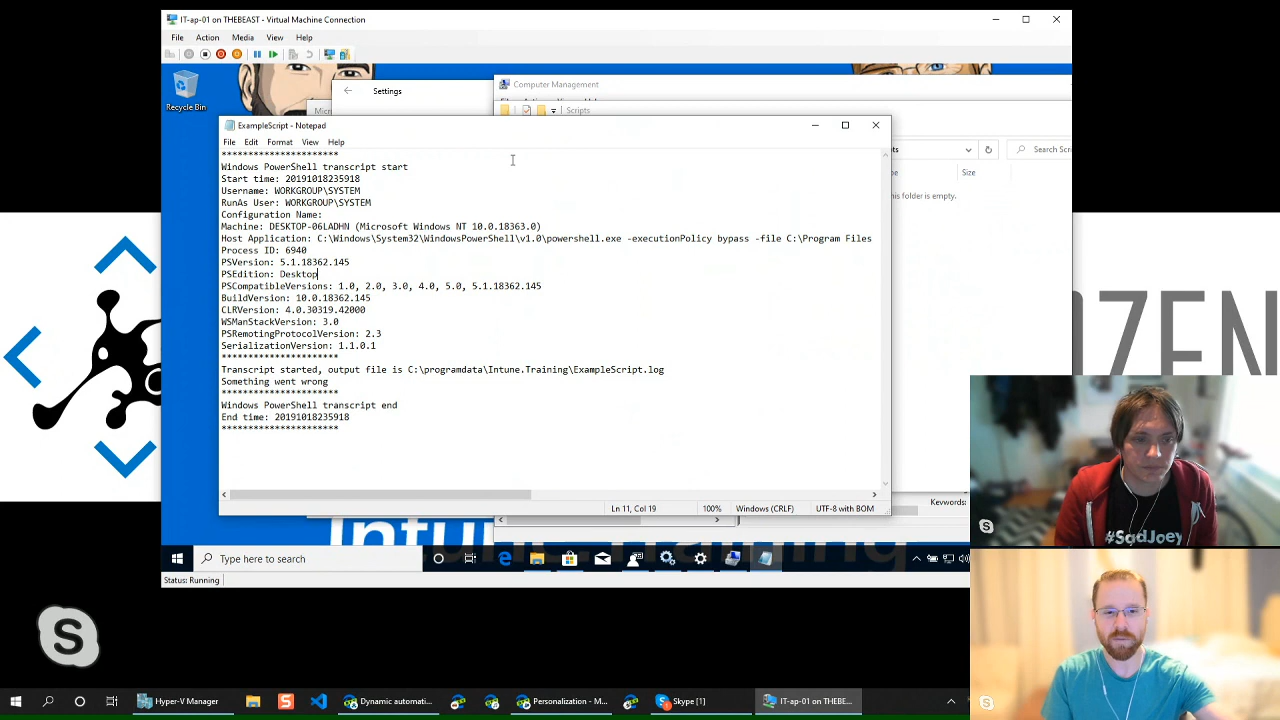 IT-ap-01 on THEBEAST - Virtual Machine Connection
File Action Media View Help
Recycle Bin
Settings
Computer Management
Scripts
ExampleScript - Notepad
File Edit Format View Help
**********************
Windows PowerShell transcript start
Start time: 20191018235918
Username: WORKGROUP\SYSTEM
RunAs User: WORKGROUP\SYSTEM
Configuration Name:
Machine: DESKTOP-06LADHN (Microsoft Windows NT 10.0.18363.0)
Host Application: C:\Windows\System32\WindowsPowerShell\v1.0\powershell.exe -executionPolicy bypass -file C:\Program Files
Process ID: 6940
PSVersion: 5.1.18362.145
PSEdition: Desktop
PSCompatibleVersions: 1.0, 2.0, 3.0, 4.0, 5.0, 5.1.18362.145
BuildVersion: 10.0.18362.145
CLRVersion: 4.0.30319.42000
WSManStackVersion: 3.0
PSRemotingProtocolVersion: 2.3
SerializationVersion: 1.1.0.1
**********************
Transcript started, output file is C:\programdata\Intune.Training\ExampleScript.log
Something went wrong
**********************
Windows PowerShell transcript end
End time: 20191018235918
**********************
Ln 11, Col 19 100% Windows (CRLF) UTF-8 with BOM
Search Scri
Size
his folder is empty.
Keywords:
OZEN
#SadJoey
Type here to search
Status: Running
S
Hyper-V Manager
Dynamic automati...
Personalization - M...
Skype [1]
IT-ap-01 on THEBE...